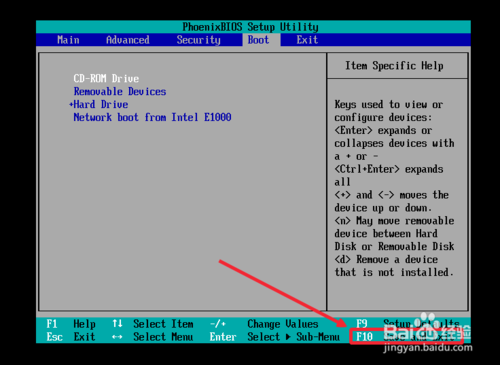 PhoenixBIOS Setup Utility
Main Advanced Security Boot Exit
CD-ROM Drive
Removable Devices
+Hard Drive
Network boot from Intel E1000
Item Specific Help
Keys used to view or
configure devices:
<Enter> expands or
collapses devices with
a + or -
<Ctrl+Enter> expands
all
<+> and <-> moves the
device up or down.
<n> May move removable
device between Hard
Disk or Removable Disk
<d> Remove a device
that is not installed.
F1 Help ↑↓ Select Item -/+ Change Values F9 Setup Defaults
Esc Exit ↔ Select Menu Enter Select ▶ Sub-Menu F10 Save and Exit
Baidu 经验
jingyan.baidu.com